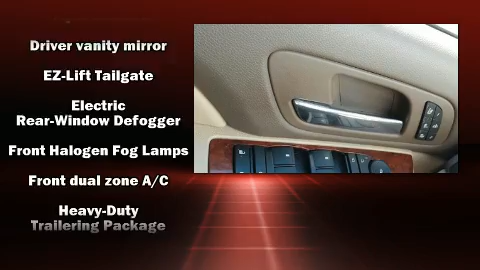 Driver vanity mirror
EZ-Lift Tailgate
Electric
Rear-Window Defogger
Front Halogen Fog Lamps
Front dual zone A/C
Heavy-Duty
Trailering Package